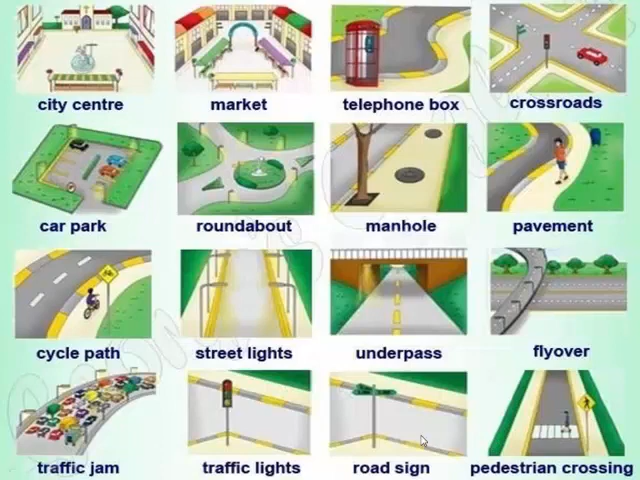 city centre
market
telephone box
crossroads
car park
roundabout
manhole
pavement
cycle path
street lights
underpass
flyover
traffic jam
traffic lights
road sign
pedestrian crossing